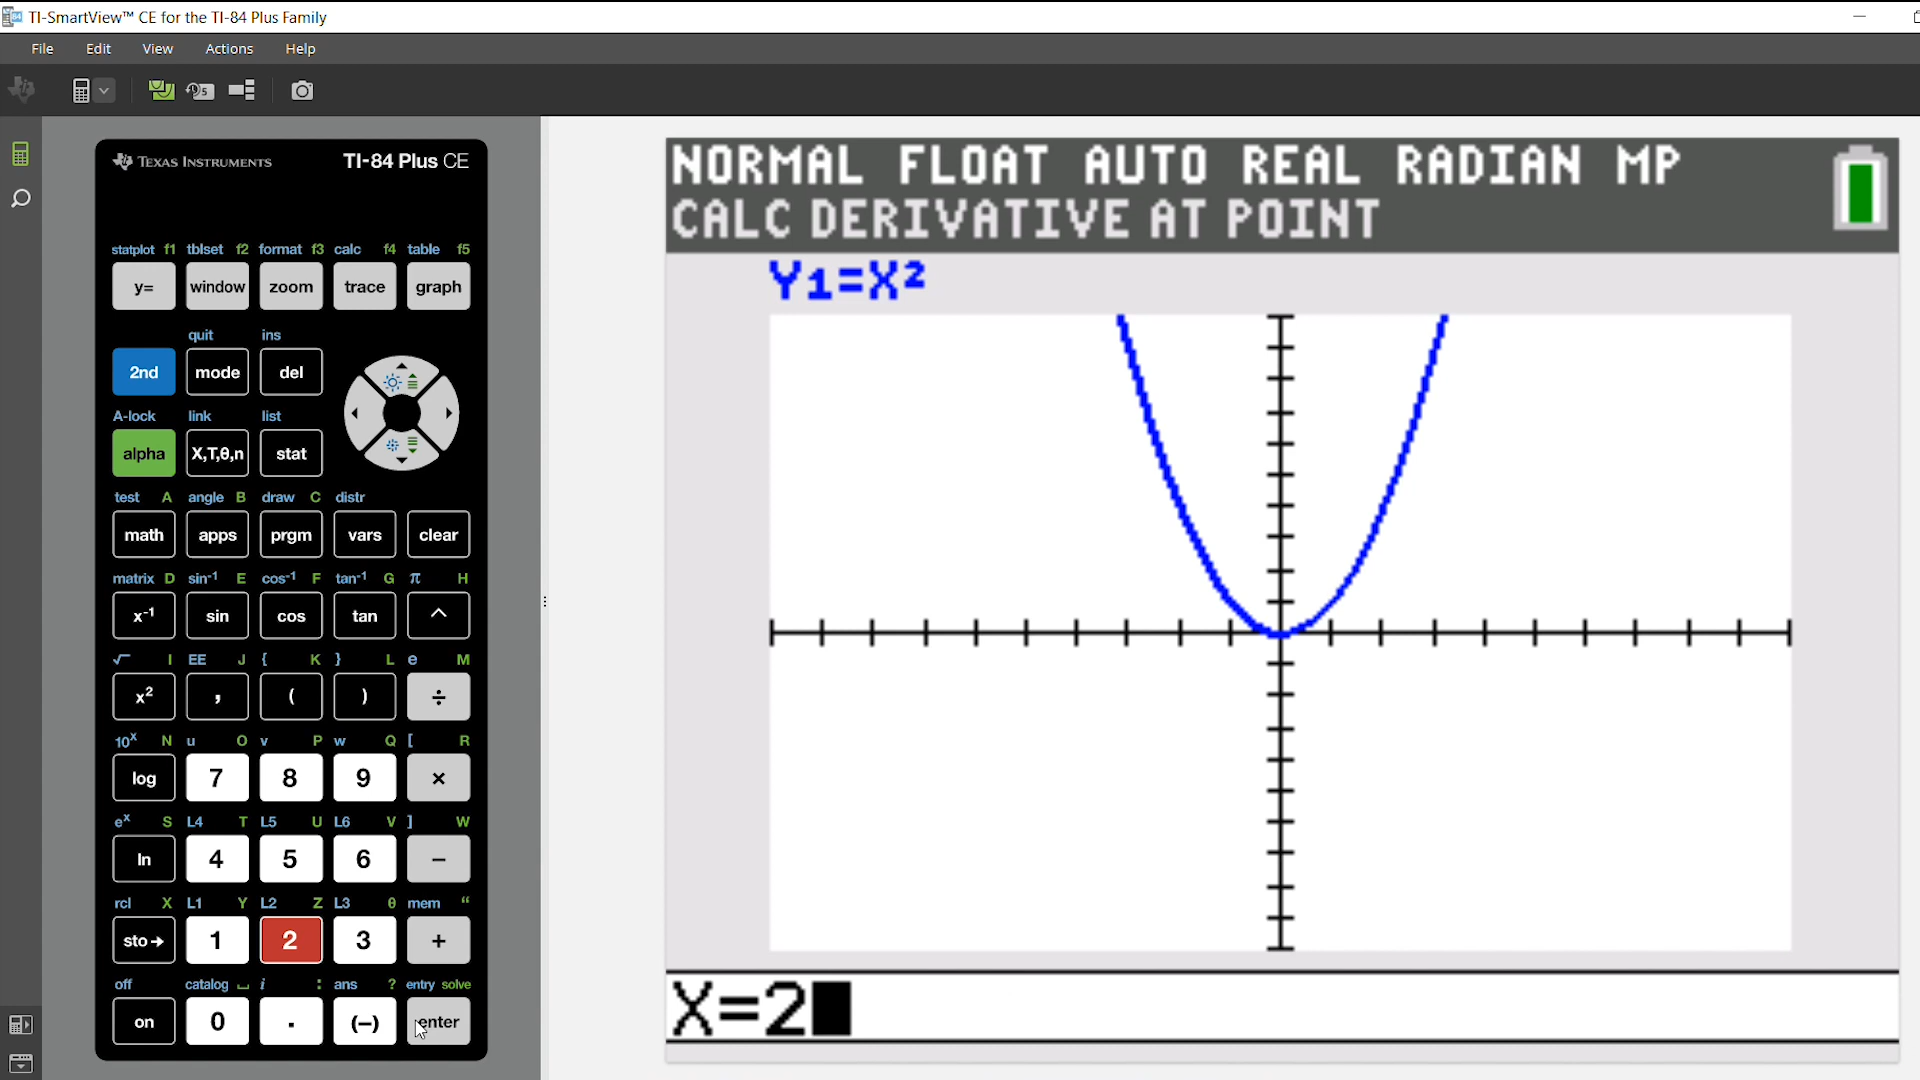 TI-SmartView™ CE for the TI-84 Plus Family
File Edit View Actions Help
TEXAS INSTRUMENTS TI-84 Plus CE
statplot f1 tblset f2 format f3 calc f4 table f5
y= window zoom trace graph
quit ins
2nd mode del
A-lock link list
alpha X,T,θ,n stat
test A angle B draw C distr
math apps prgm vars clear
matrix D sin⁻¹ E cos⁻¹ F tan⁻¹ G π H
x⁻¹ sin cos tan ^
√ I EE J { K } L e M
x² , ( ) ÷
10ˣ N u O v P w Q [ R
log 7 8 9 ×
eˣ S L4 T L5 U L6 V ] W
ln 4 5 6 −
rcl X L1 Y L2 Z L3 θ mem “
sto→ 1 2 3 +
off catalog ⎵ i : ans ? entry solve
on 0 . (–) enter
NORMAL FLOAT AUTO REAL RADIAN MP
CALC DERIVATIVE AT POINT
Y1=X²
X=2